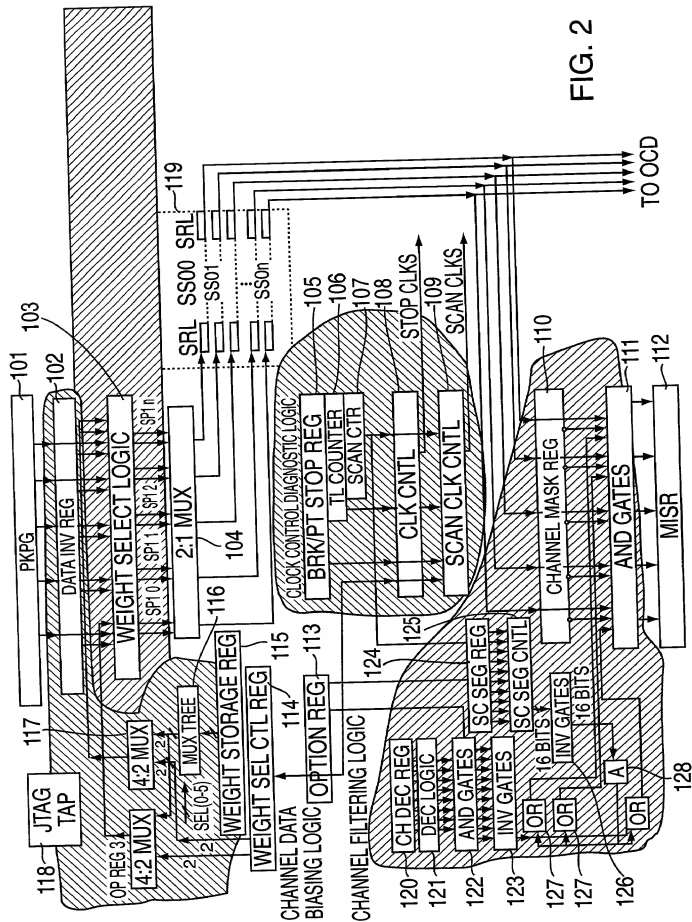 PKPG
101
DATA INV REG
102
WEIGHT SELECT LOGIC
103
SP1 0
SP1 1
SP1 2
SP1 n
2:1 MUX
104
JTAG
TAP
118
OP REG 3
4:2 MUX
4:2 MUX
117
2
2
2
2
SEL(0-5)
MUX TREE
116
WEIGHT STORAGE REG
115
WEIGHT SEL CTL REG
114
CHANNEL DATA
BIASING LOGIC
OPTION REG
113
SRL
SS00
SRL
119
SS01
SS0n
CLOCK CONTROL DIAGNOSTIC LOGIC
BRK/PT STOP REG
105
TL COUNTER
106
SCAN CTR
107
CLK CNTL
108
SCAN CLK CNTL
109
STOP CLKS
SCAN CLKS
TO OCD
CHANNEL FILTERING LOGIC
CH DEC REG
120
DEC LOGIC
121
AND GATES
122
INV GATES
123
SC SEG REG
124
SC SEG CNTL
125
16 BITS
INV GATES
126
16 BITS
OR
127
OR
127
OR
A
128
CHANNEL MASK REG
110
AND GATES
111
MISR
112
FIG. 2